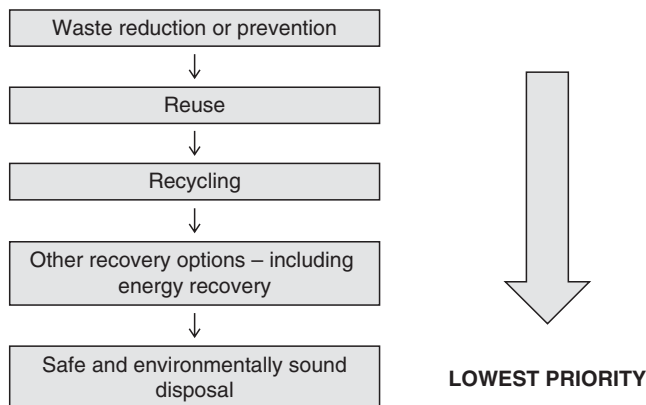 Waste reduction or prevention
Reuse
Recycling
Other recovery options – including
energy recovery
Safe and environmentally sound
disposal
LOWEST PRIORITY